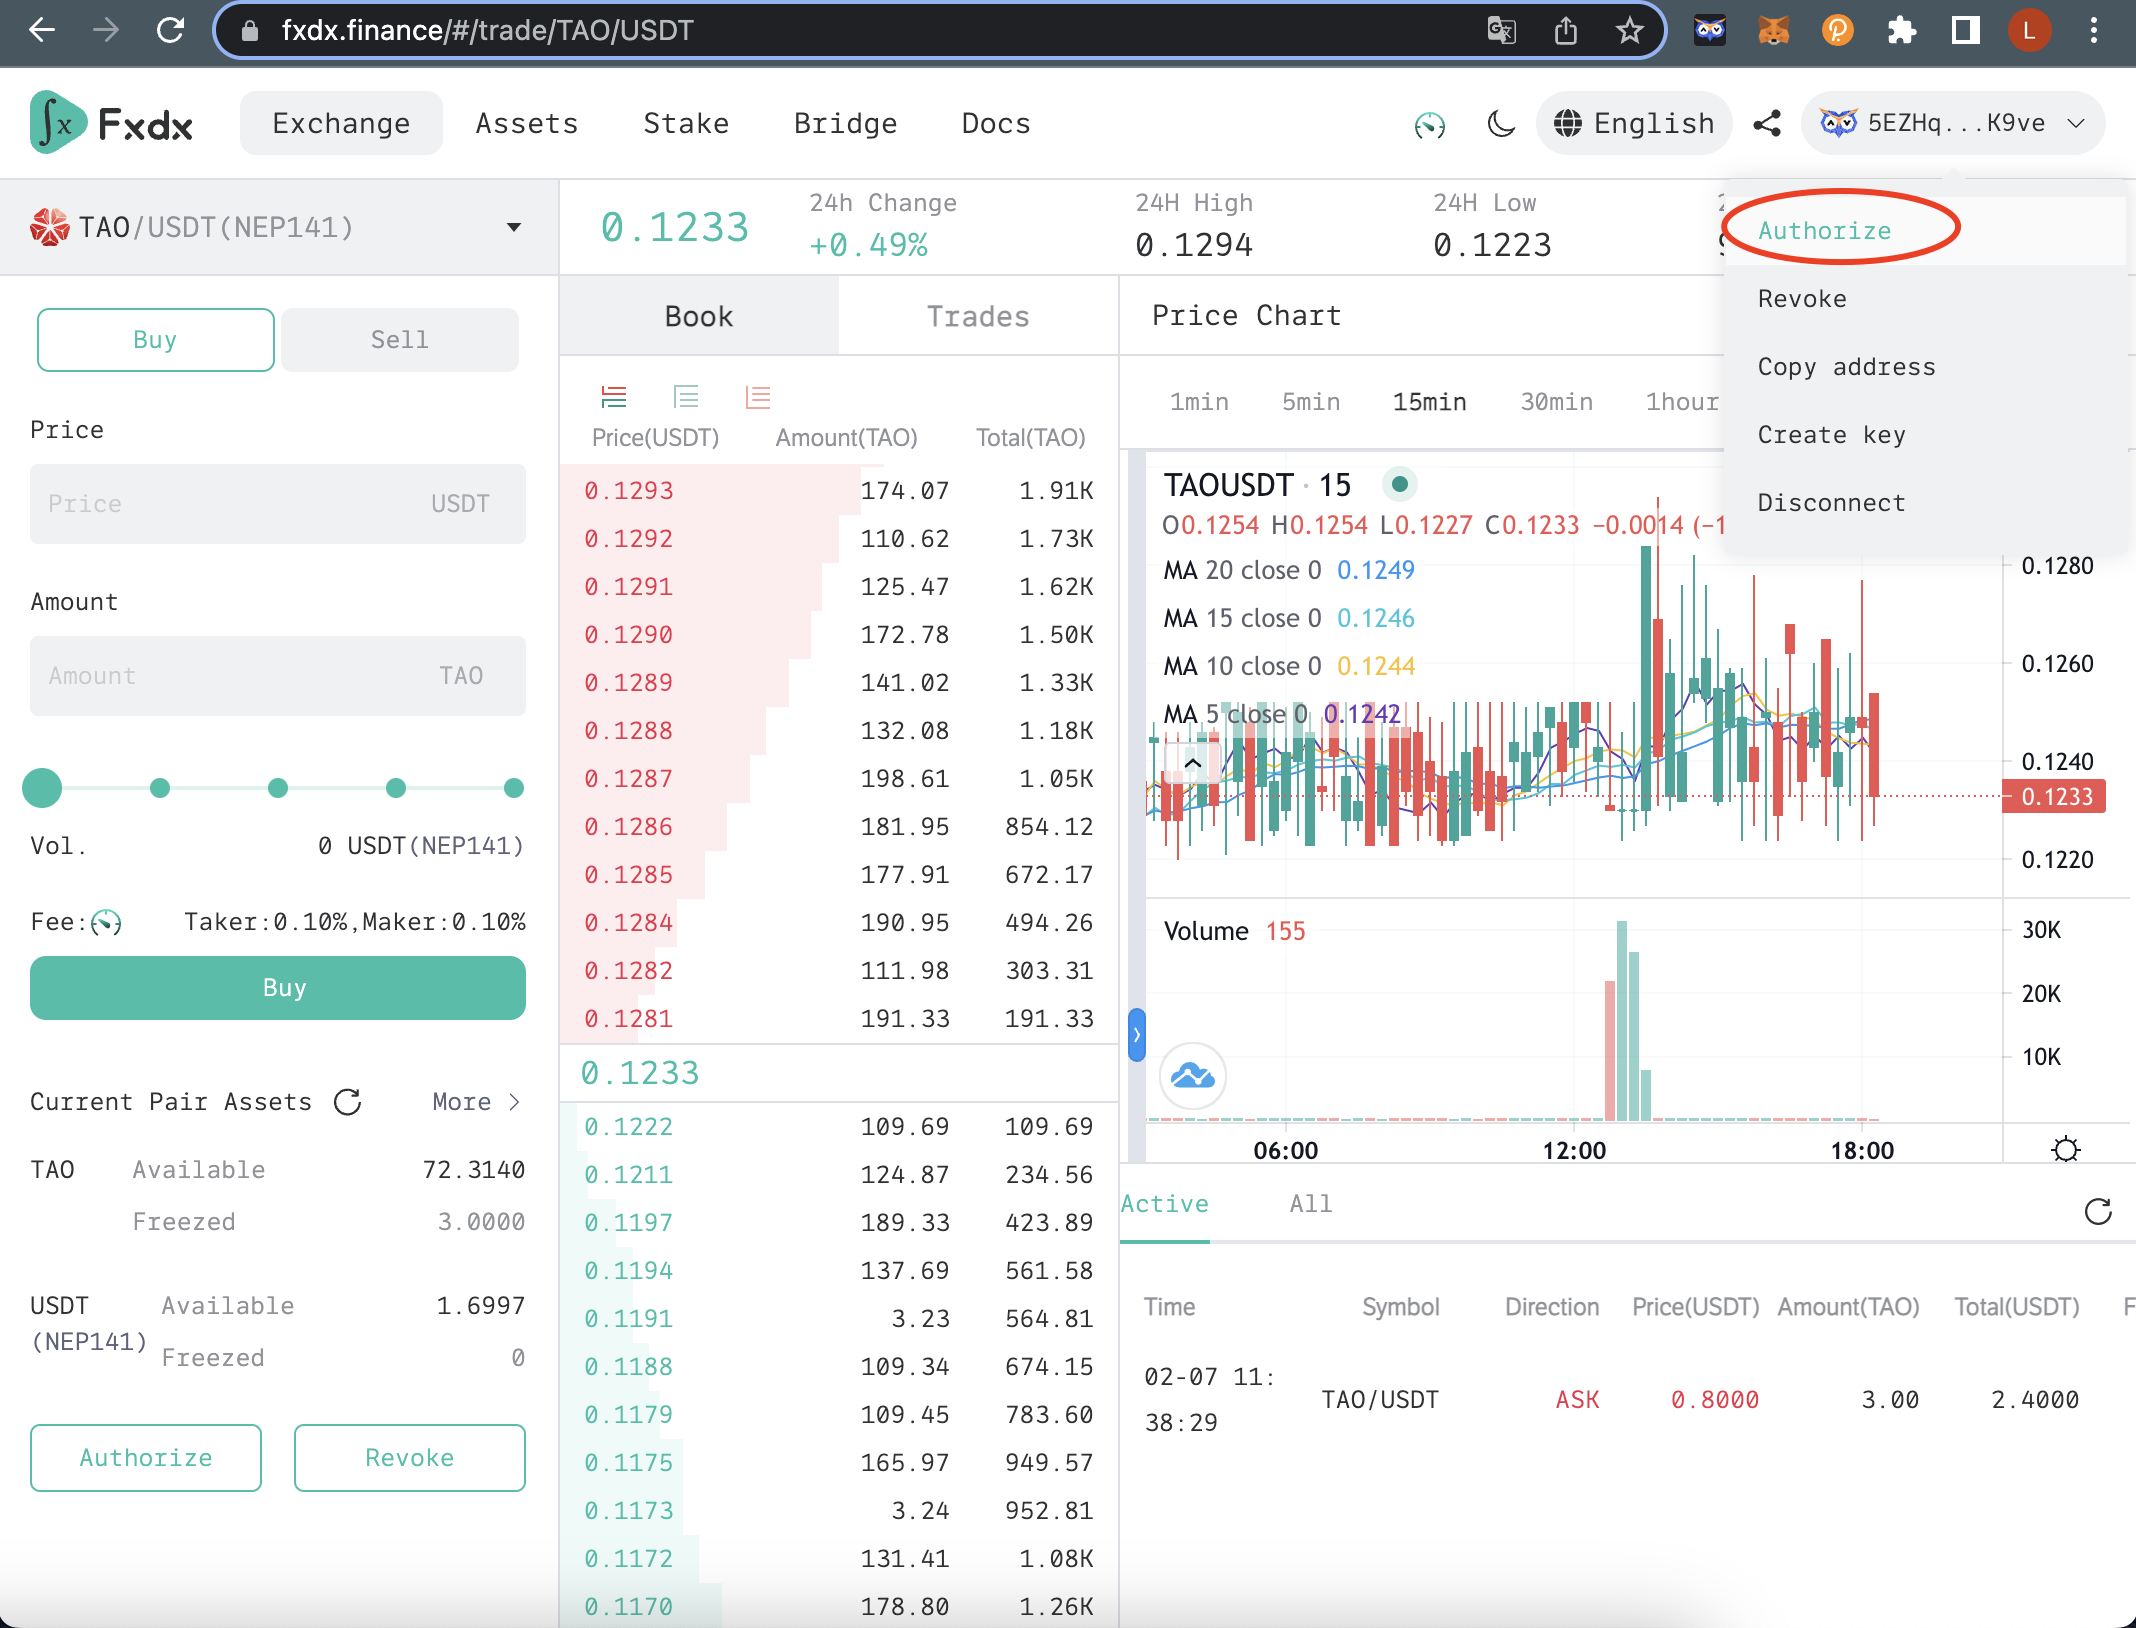 fxdx.finance/#/trade/TAO/USDT
L
Fxdx
Exchange
Assets
Stake
Bridge
Docs
English
5EZHq...K9ve
TAO/USDT(NEP141)
0.1233
24h Change
+0.49%
24H High
0.1294
24H Low
0.1223
Authorize
Revoke
Copy address
Create key
Disconnect
Buy
Sell
Price
Price
USDT
Amount
Amount
TAO
Vol.
0 USDT(NEP141)
Fee:
Taker:0.10%,Maker:0.10%
Buy
Current Pair Assets
More
TAO
Available
72.3140
Freezed
3.0000
USDT
(NEP141)
Available
1.6997
Freezed
0
Authorize
Revoke
Book
Trades
Price(USDT) Amount(TAO) Total(TAO)
0.1293 174.07 1.91K
0.1292 110.62 1.73K
0.1291 125.47 1.62K
0.1290 172.78 1.50K
0.1289 141.02 1.33K
0.1288 132.08 1.18K
0.1287 198.61 1.05K
0.1286 181.95 854.12
0.1285 177.91 672.17
0.1284 190.95 494.26
0.1282 111.98 303.31
0.1281 191.33 191.33
0.1233
0.1222 109.69 109.69
0.1211 124.87 234.56
0.1197 189.33 423.89
0.1194 137.69 561.58
0.1191 3.23 564.81
0.1188 109.34 674.15
0.1179 109.45 783.60
0.1175 165.97 949.57
0.1173 3.24 952.81
0.1172 131.41 1.08K
0.1170 178.80 1.26K
Price Chart
1min 5min 15min 30min 1hour
TAOUSDT · 15
O0.1254 H0.1254 L0.1227 C0.1233 −0.0014 (−1
MA 20 close 0 0.1249
MA 15 close 0 0.1246
MA 10 close 0 0.1244
MA 5 close 0 0.1242
0.1280
0.1260
0.1240
0.1233
0.1220
Volume 155
30K
20K
10K
06:00 12:00 18:00
Active
All
Time Symbol Direction Price(USDT) Amount(TAO) Total(USDT) F
02-07 11:
38:29
TAO/USDT ASK 0.8000 3.00 2.4000